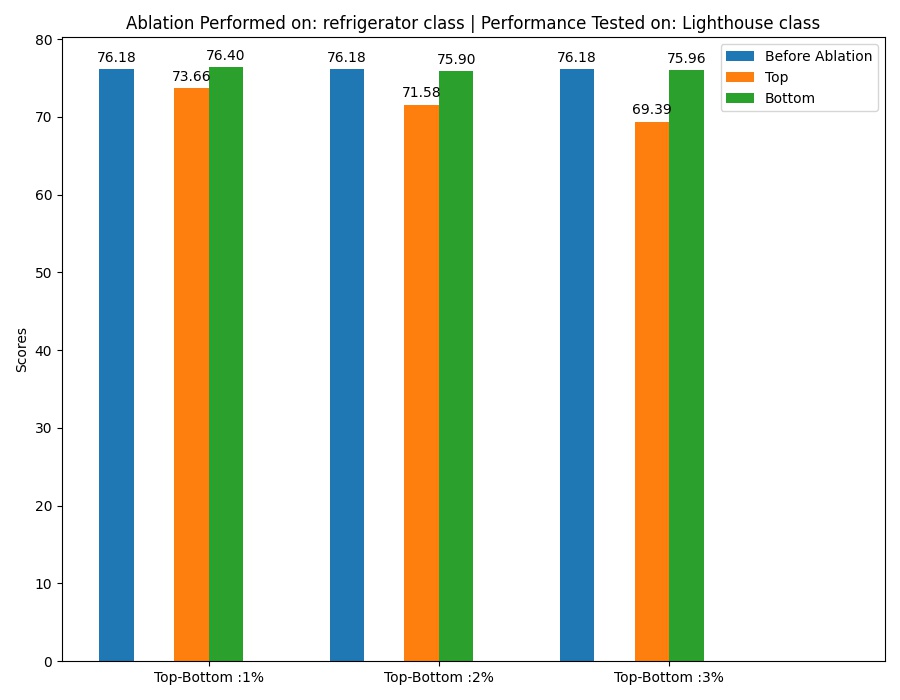 Ablation Performed on: refrigerator class | Performance Tested on: Lighthouse class
Before Ablation
Top
Bottom
76.18
73.66
76.40
76.18
71.58
75.90
76.18
69.39
75.96
Scores
80
70
60
50
40
30
20
10
0
Top-Bottom :1%
Top-Bottom :2%
Top-Bottom :3%